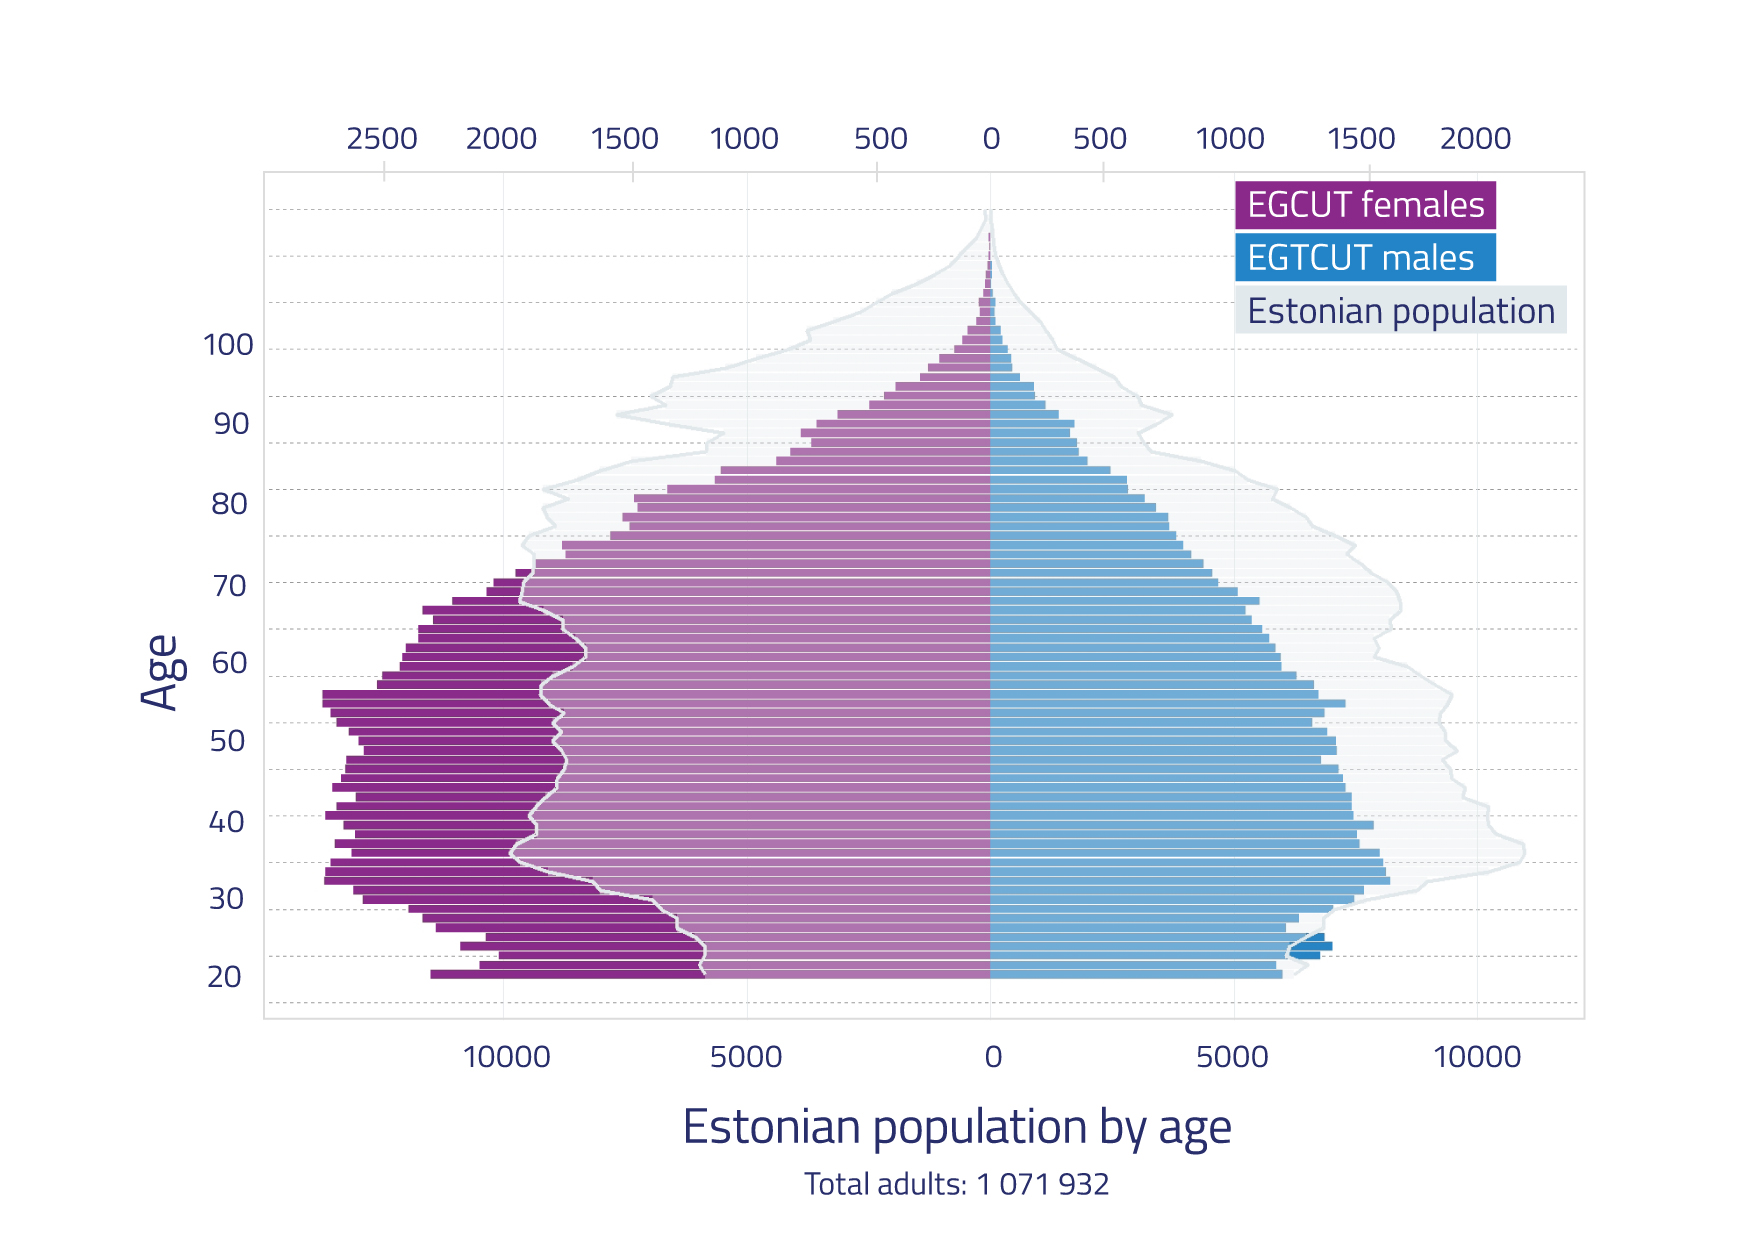 2500 2000 1500 1000 500 0 500 1000 1500 2000
EGCUT females
EGTCUT males
Estonian population
100
90
80
70
60
50
40
30
20
Age
10000 5000 0 5000 10000
Estonian population by age
Total adults: 1 071 932